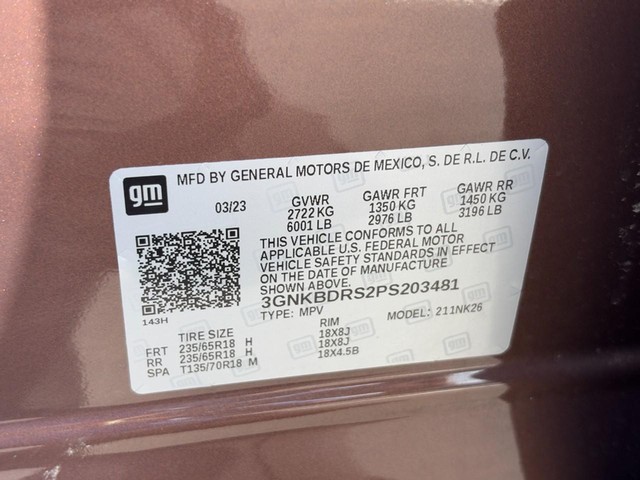 gm MFD BY GENERAL MOTORS DE MEXICO, S. DE R.L. DE C.V.
03/23 GVWR GAWR FRT GAWR RR
2722 KG 1350 KG 1450 KG
6001 LB 2976 LB 3196 LB
THIS VEHICLE CONFORMS TO ALL
APPLICABLE U.S. FEDERAL MOTOR
VEHICLE SAFETY STANDARDS IN EFFECT
ON THE DATE OF MANUFACTURE
SHOWN ABOVE.
3GNKBDRS2PS203481
143H TYPE: MPV MODEL: 211NK26
TIRE SIZE RIM
FRT 235/65R18 H 18X8J
RR 235/65R18 H 18X8J
SPA T135/70R18 M 18X4.5B